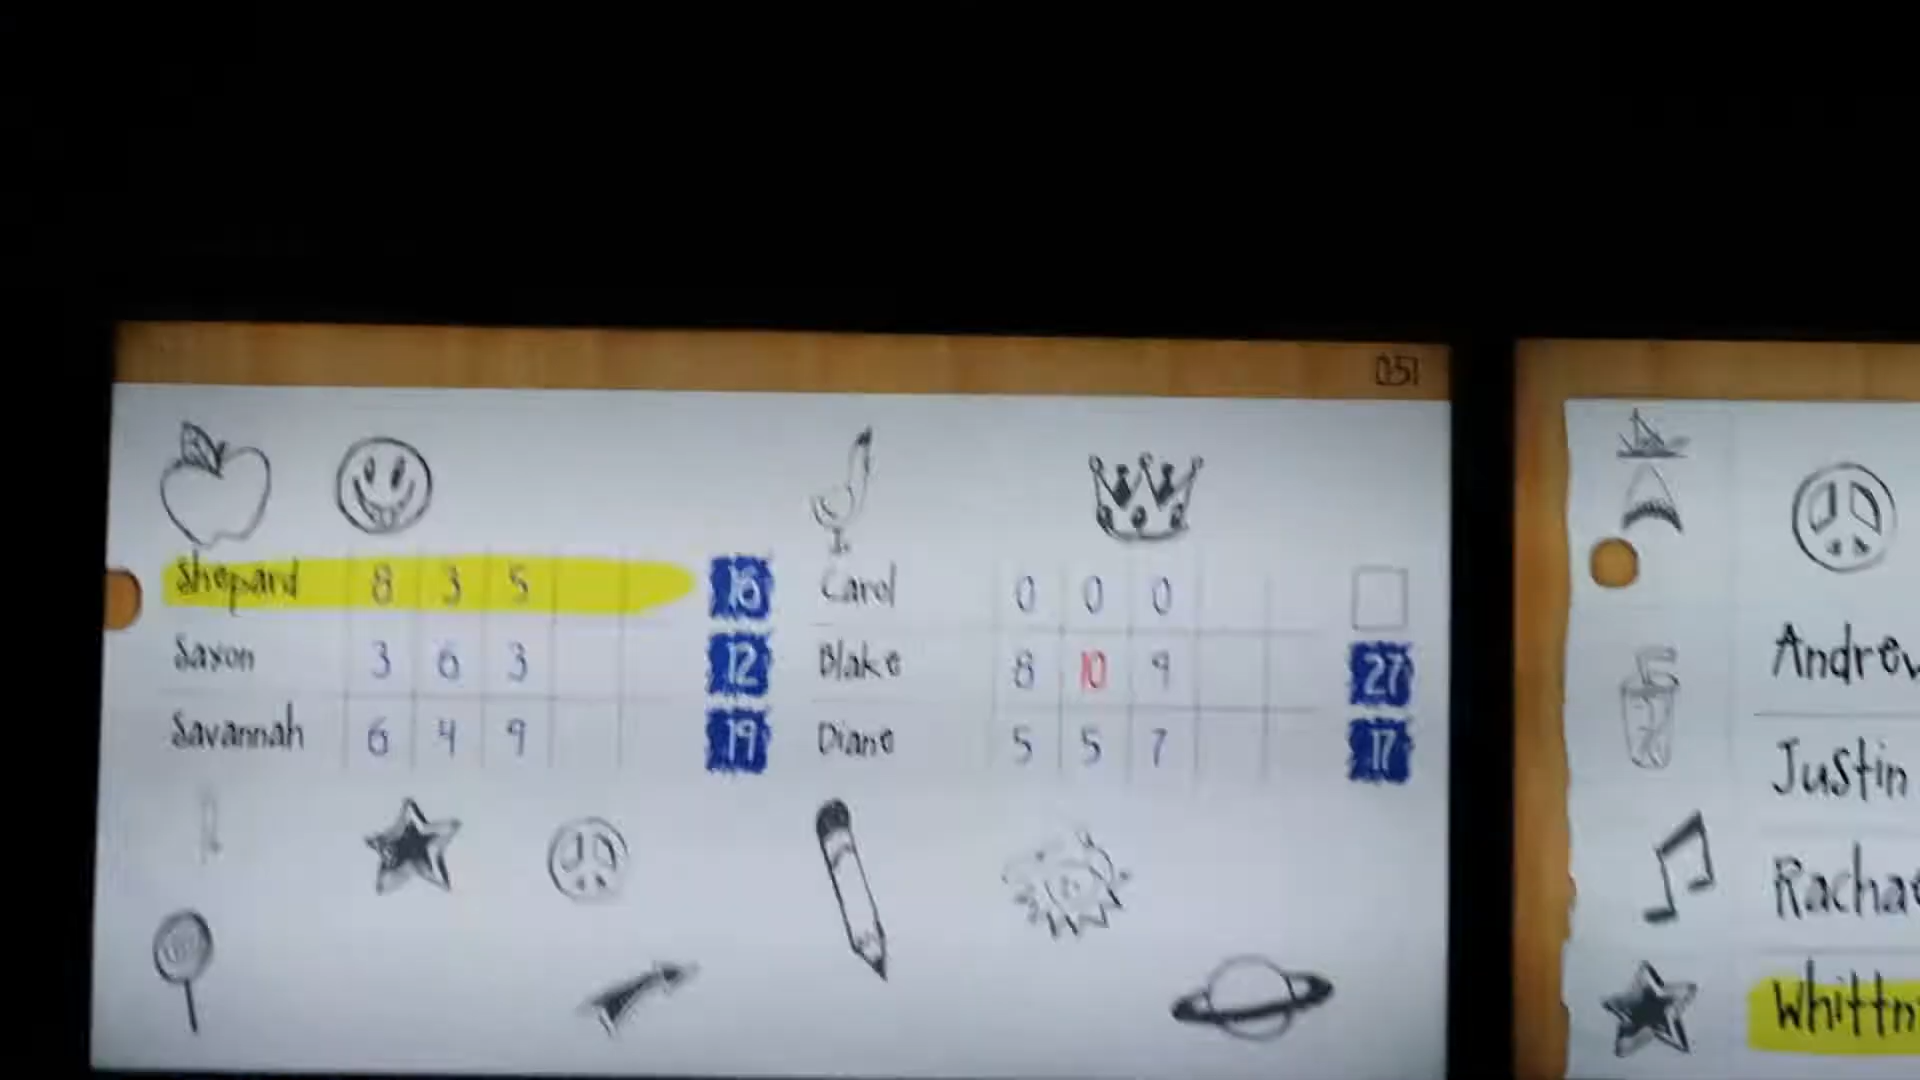 051
Shepard 8 3 5 16
Saxon 3 6 3 12
Savannah 6 4 9 19
Carol 0 0 0
Blake 8 10 9 27
Diane 5 5 7 17
Justin